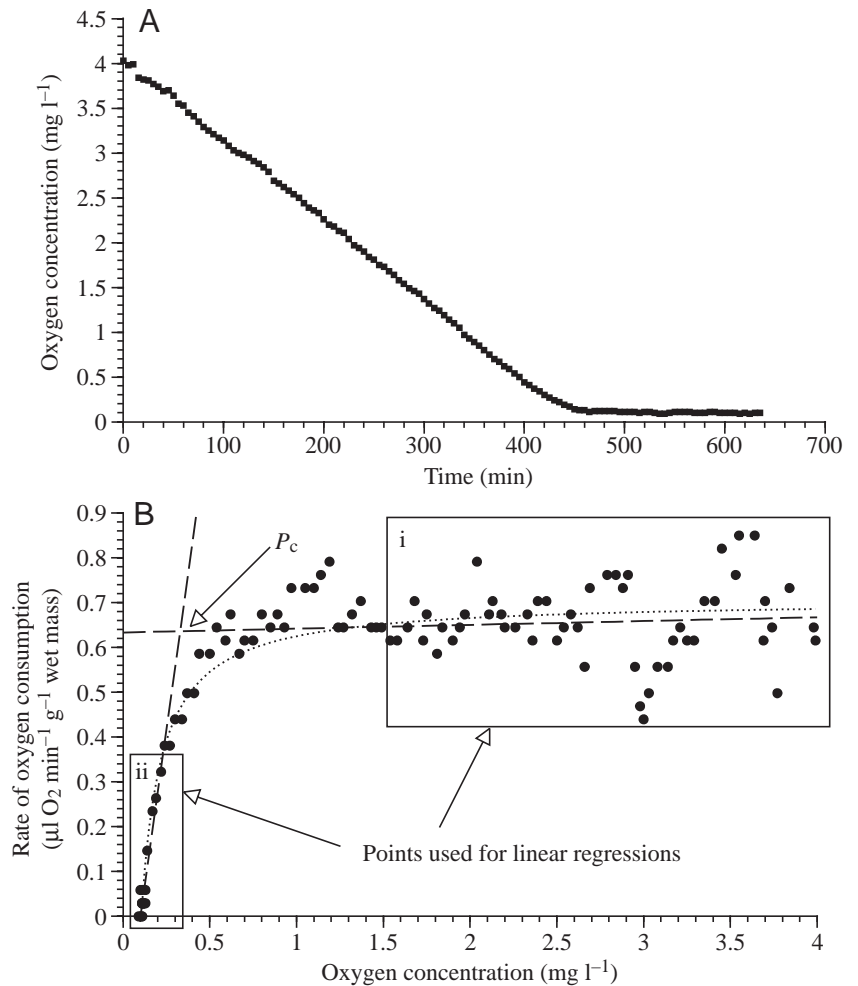 A
Oxygen concentration (mg l⁻¹)
4.5
4
3.5
3
2.5
2
1.5
1
0.5
0
0 100 200 300 400 500 600 700
Time (min)
B
Rate of oxygen consumption
(µl O₂ min⁻¹ g⁻¹ wet mass)
0.9
0.8
0.7
0.6
0.5
0.4
0.3
0.2
0.1
0
Pc
i
ii
Points used for linear regressions
0 0.5 1 1.5 2 2.5 3 3.5 4
Oxygen concentration (mg l⁻¹)